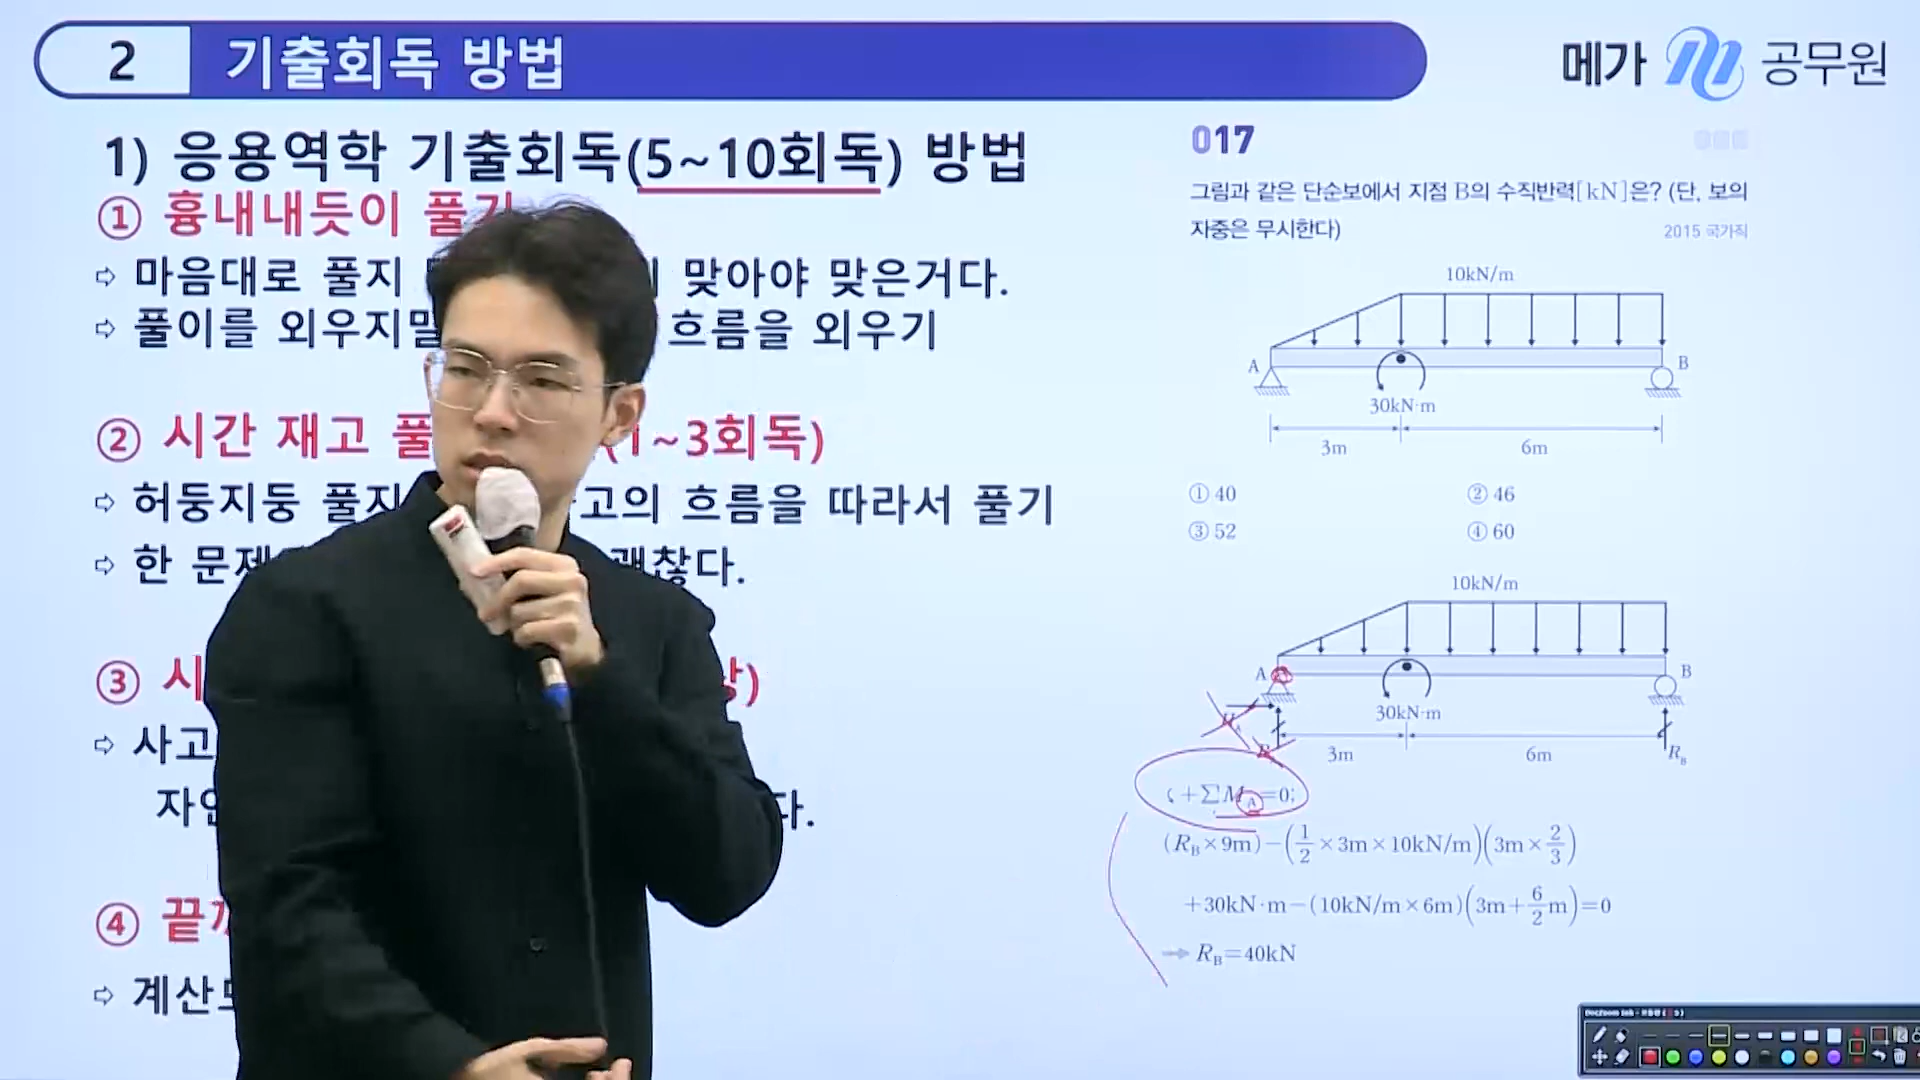 2 기출회독 방법
메가 공무원
1) 응용역학 기출회독(5~10회독) 방법
① 흉내내듯이 풀기
⇨ 마음대로 풀지 맞아야 맞은거다.
⇨ 풀이를 외우지말 흐름을 외우기
② 시간 재고 풀 (1~3회독)
⇨ 허둥지둥 풀지 사고의 흐름을 따라서 풀기
⇨ 한 문제 괜찮다.
③ 시
⇨ 사고
다.
④ 끝까
⇨ 계산
017
그림과 같은 단순보에서 지점 B의 수직반력[kN]은? (단, 보의
자중은 무시한다)
2015 국가직
10kN/m
A B
30kN·m
3m 6m
① 40 ② 46
③ 52 ④ 60
10kN/m
A B
30kN·m
3m 6m R_B
+∑M_A=0;
(R_B×9m)−(1/2×3m×10kN/m)(3m×2/3)
+30kN·m−(10kN/m×6m)(3m+6/2m)=0
→ R_B=40kN